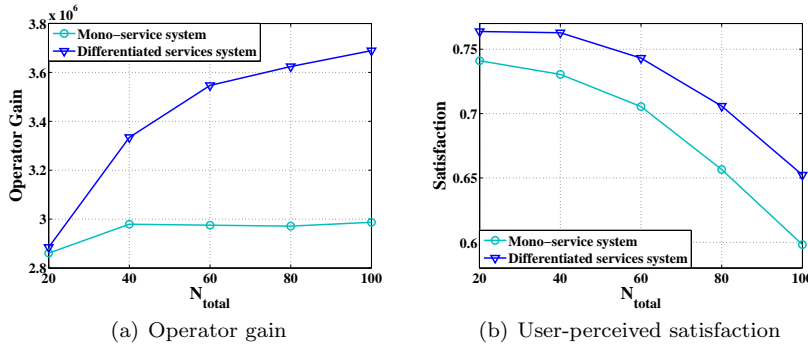 x 10^6
3.8
3.6
3.4
3.2
3
2.8
Operator Gain
Mono−service system
Differentiated services system
20 40 60 80 100
N_total
(a) Operator gain
0.75
0.7
0.65
0.6
Satisfaction
Mono−service system
Differentiated services system
20 40 60 80 100
N_total
(b) User-perceived satisfaction